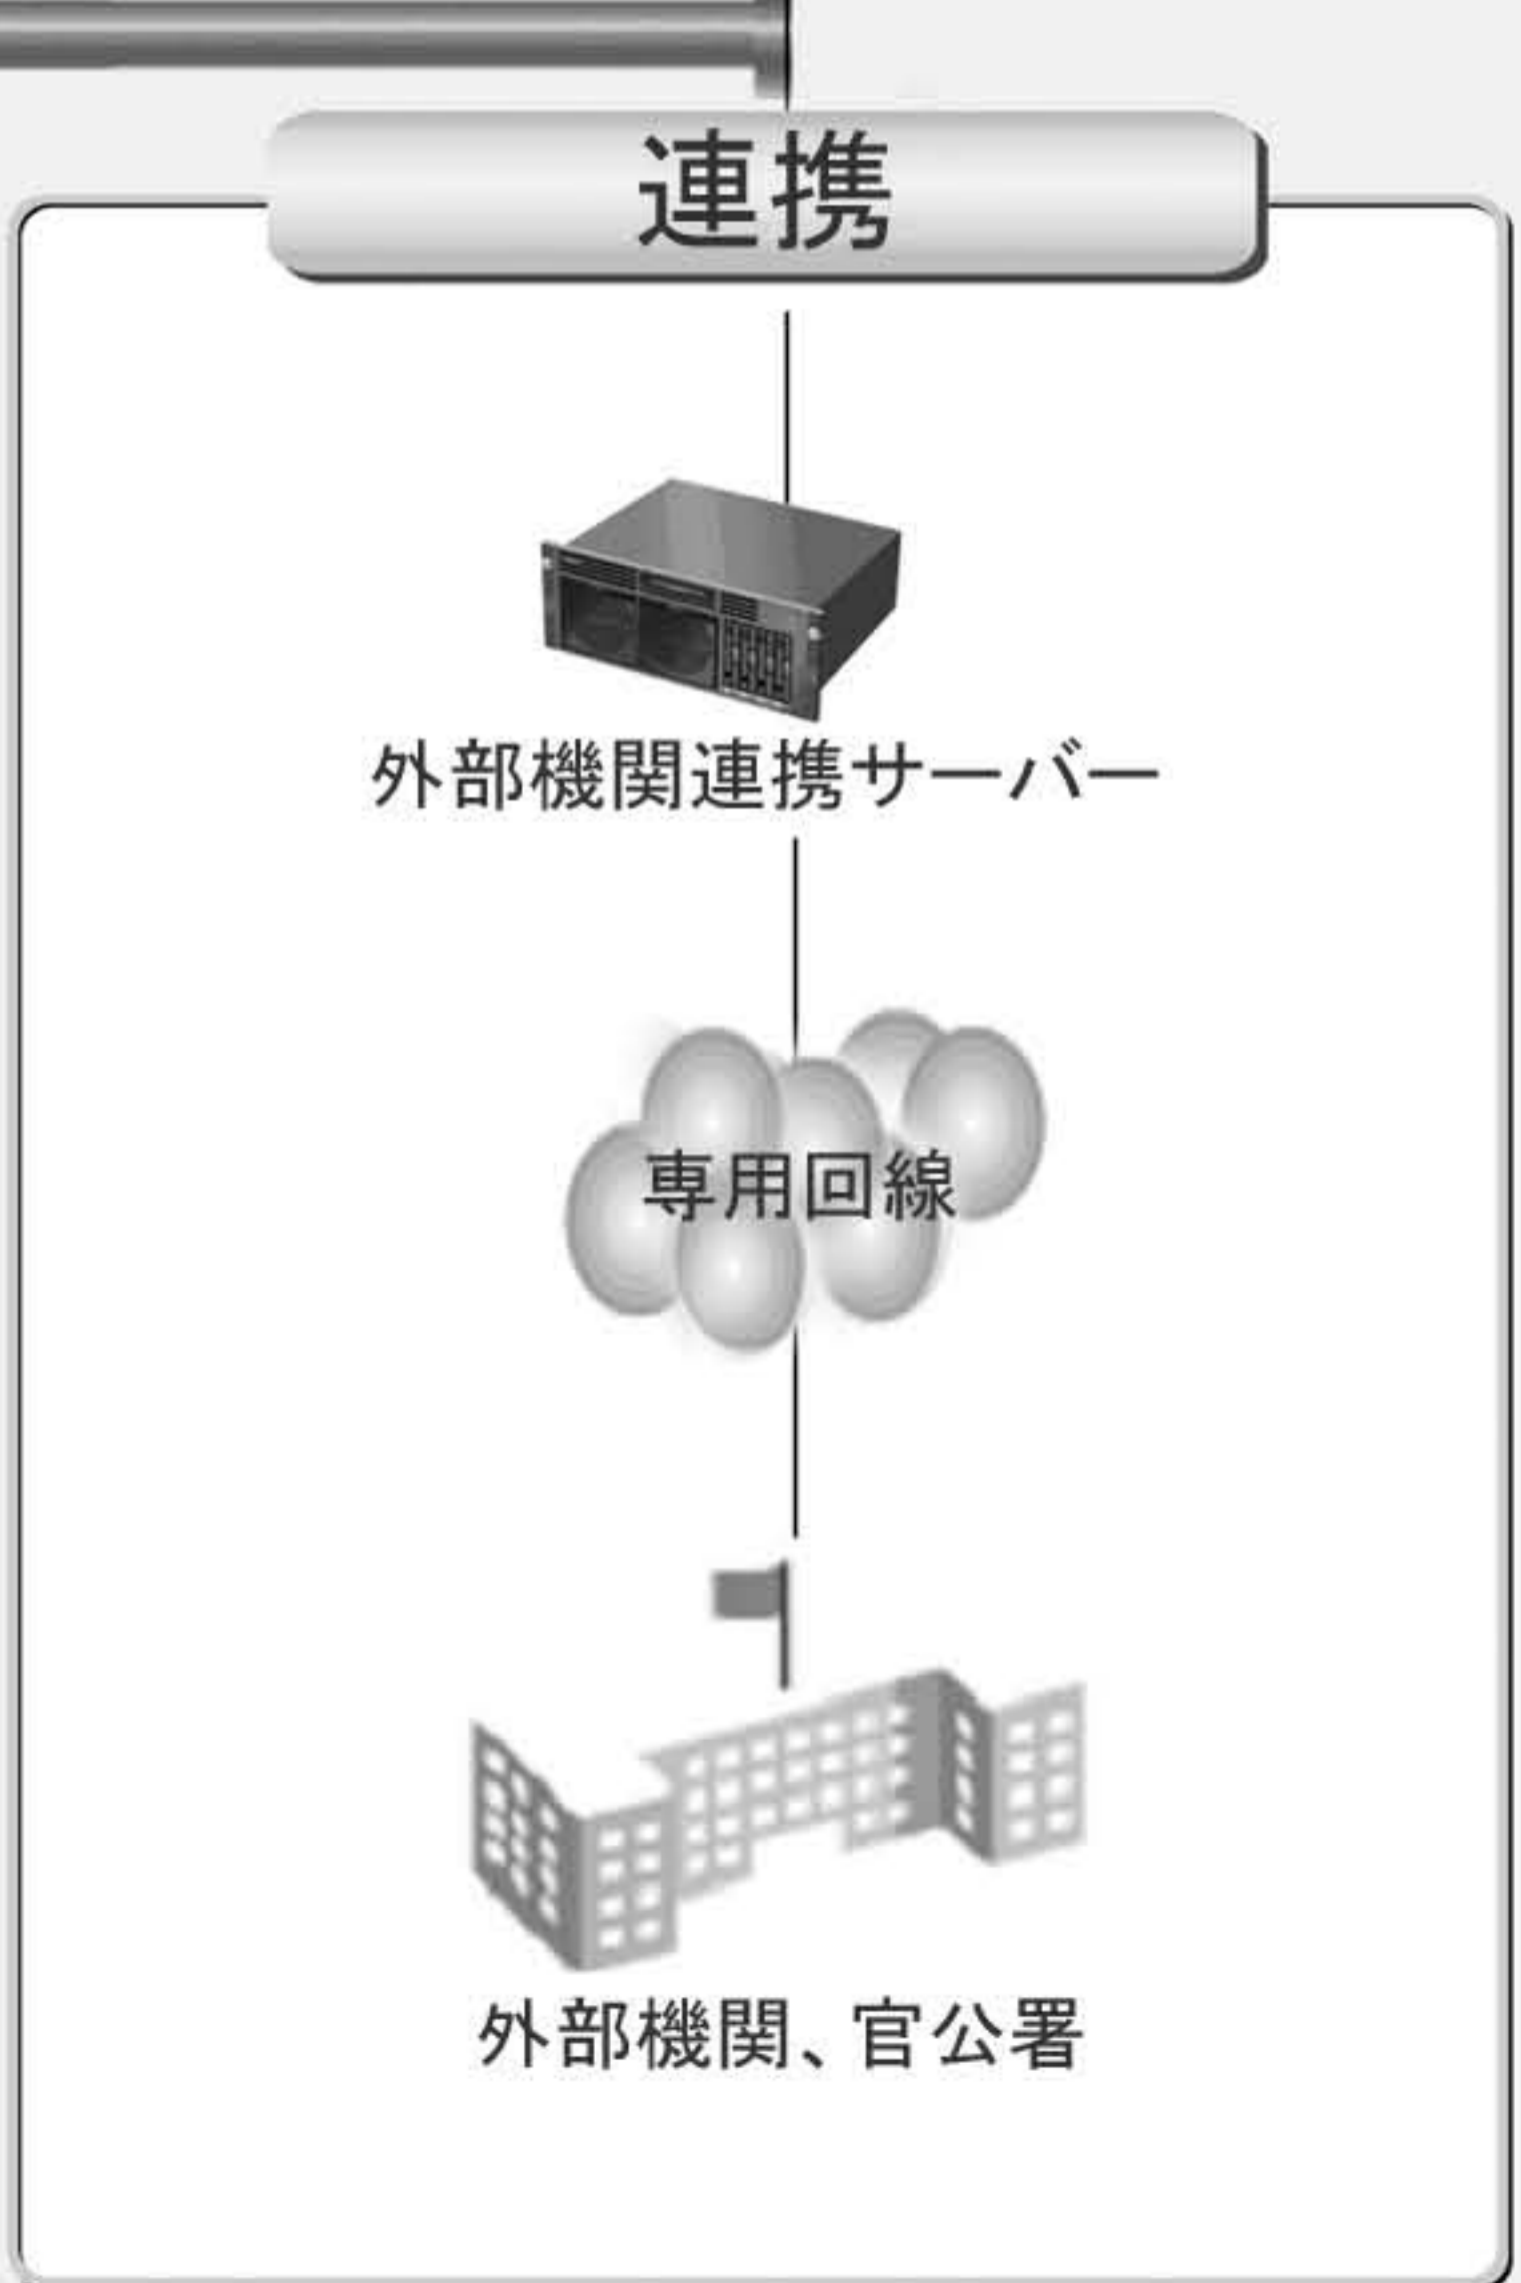 連携
外部機関連携サーバー
専用回線
外部機関、官公署